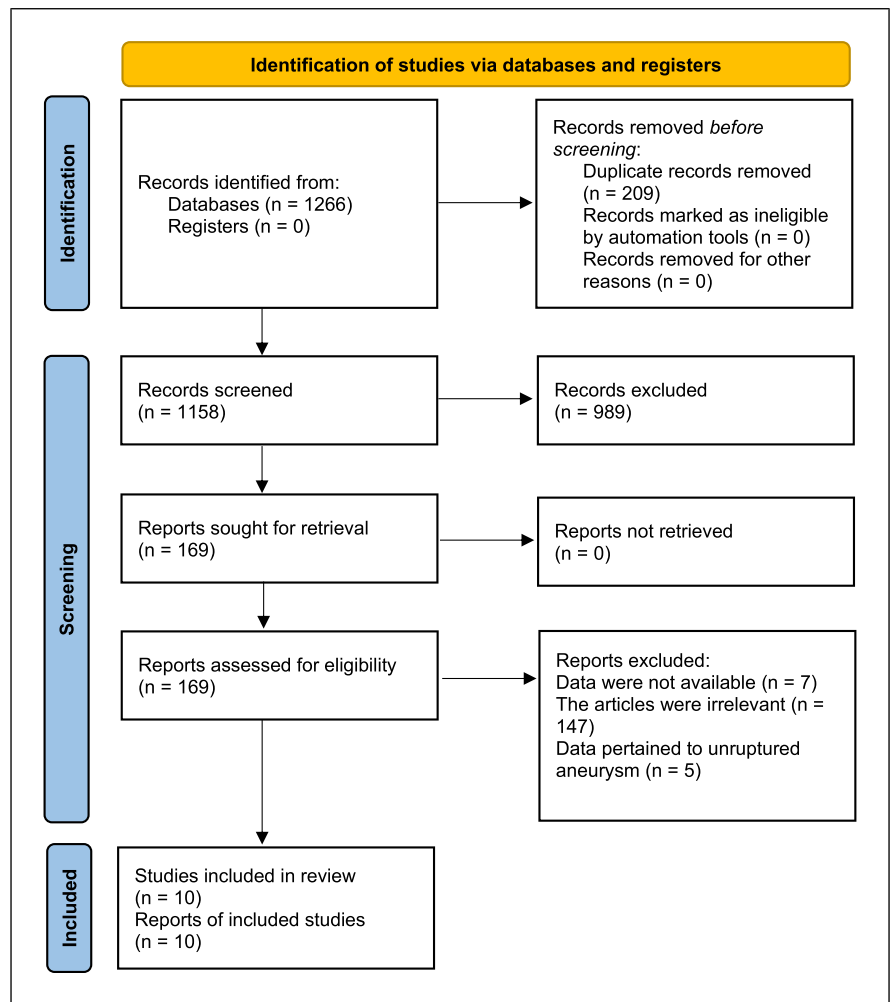 Identification of studies via databases and registers
Identification
Records identified from:
Databases (n = 1266)
Registers (n = 0)
Records removed before
screening:
Duplicate records removed
(n = 209)
Records marked as ineligible
by automation tools (n = 0)
Records removed for other
reasons (n = 0)
Screening
Records screened
(n = 1158)
Records excluded
(n = 989)
Reports sought for retrieval
(n = 169)
Reports not retrieved
(n = 0)
Reports assessed for eligibility
(n = 169)
Reports excluded:
Data were not available (n = 7)
The articles were irrelevant (n =
147)
Data pertained to unruptured
aneurysm (n = 5)
Included
Studies included in review
(n = 10)
Reports of included studies
(n = 10)